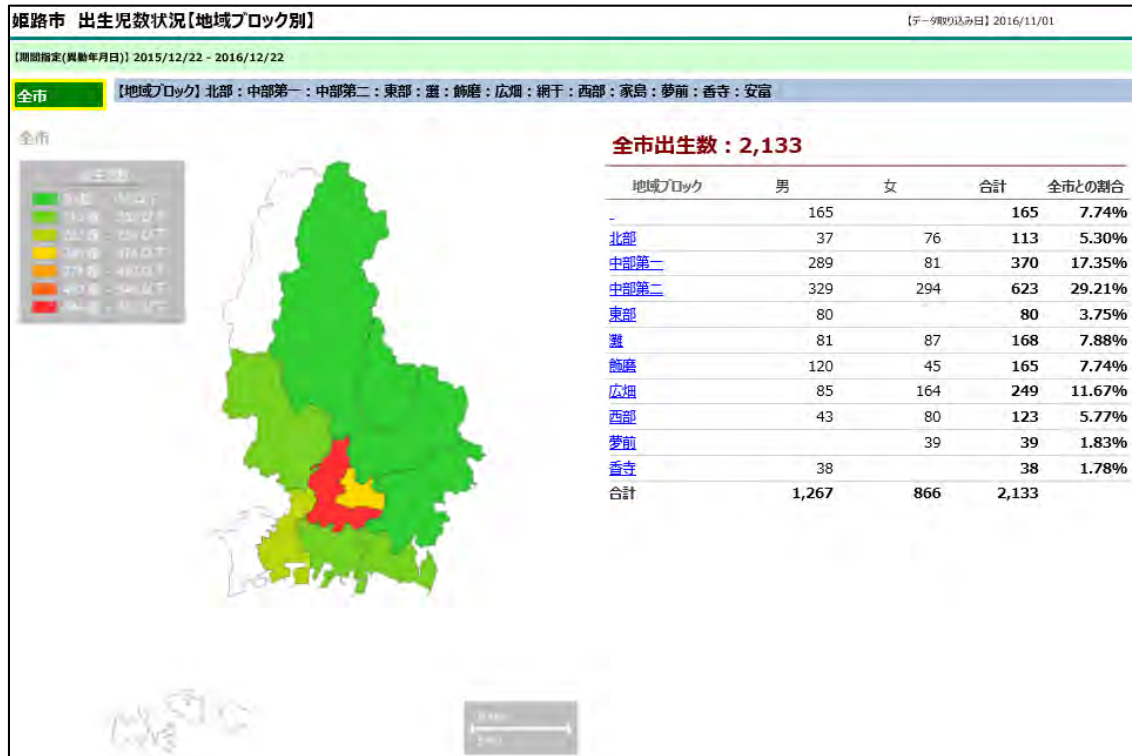 姫路市 出生児数状況【地域ブロック別】
【データ取り込み日】2016/11/01
【期間指定(異動年月日)】2015/12/22 - 2016/12/22
全市
【地域ブロック】北部：中部第一：中部第二：東部：灘：飾磨：広畑：網干：西部：家島：夢前：香寺：安富
全市
出生数
全市出生数：2,133
地域ブロック 男 女 合計 全市との割合
- 165 165 7.74%
北部 37 76 113 5.30%
中部第一 289 81 370 17.35%
中部第二 329 294 623 29.21%
東部 80 80 3.75%
灘 81 87 168 7.88%
飾磨 120 45 165 7.74%
広畑 85 164 249 11.67%
西部 43 80 123 5.77%
夢前 39 39 1.83%
香寺 38 38 1.78%
合計 1,267 866 2,133